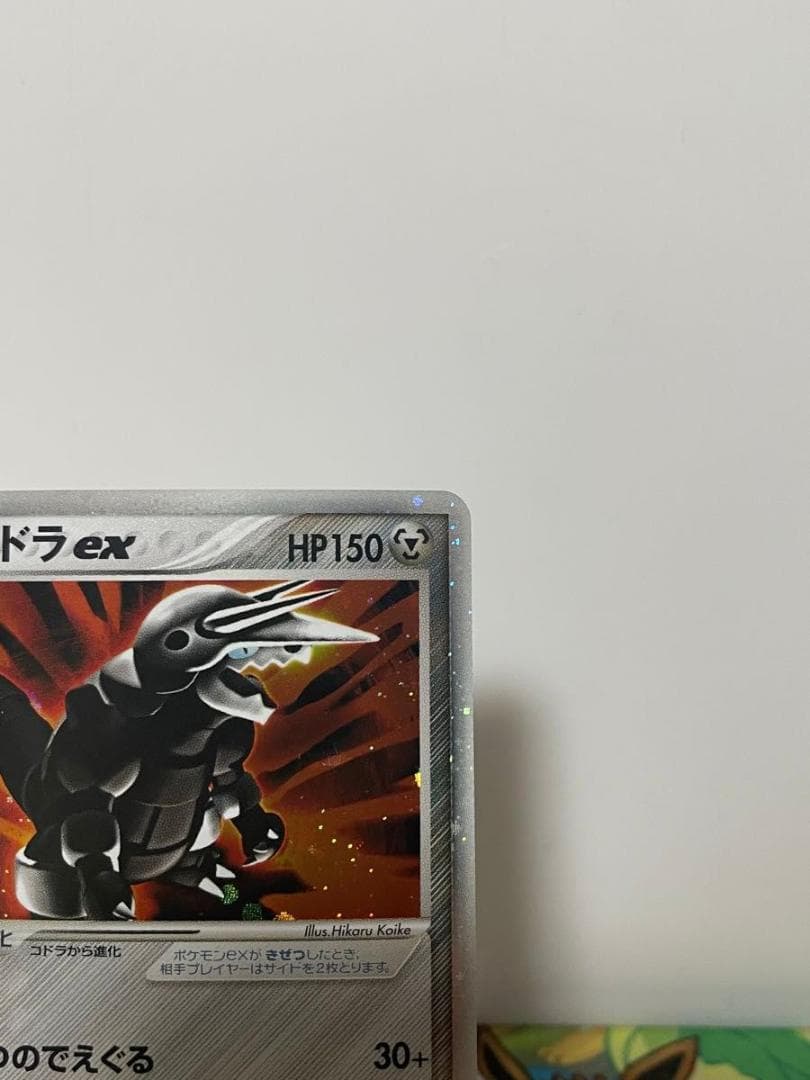 ドラex HP150
Illus.Hikaru Koike
コドラから進化
ポケモンexが きぜつしたとき、
相手プレイヤーはサイドを2枚とります。
つのでえぐる 30+